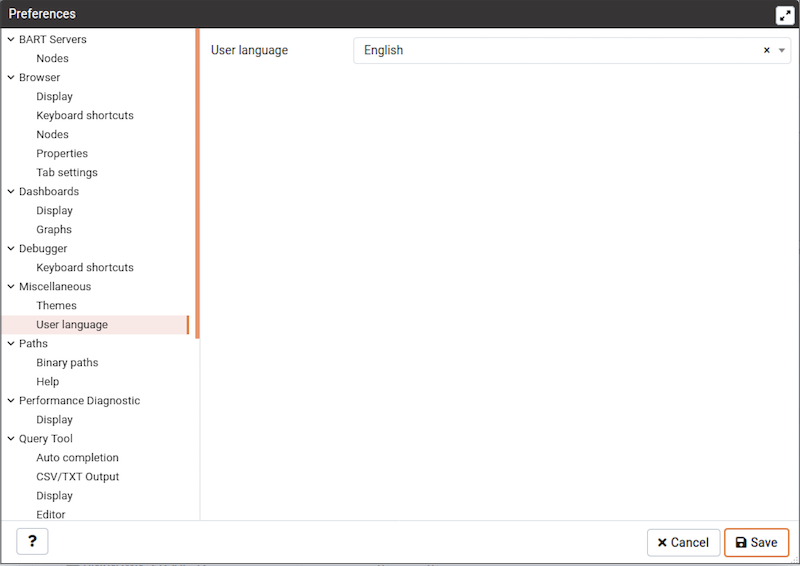 Preferences
BART Servers
Nodes
Browser
Display
Keyboard shortcuts
Nodes
Properties
Tab settings
Dashboards
Display
Graphs
Debugger
Keyboard shortcuts
Miscellaneous
Themes
User language
Paths
Binary paths
Help
Performance Diagnostic
Display
Query Tool
Auto completion
CSV/TXT Output
Display
Editor
User language English
? Cancel Save